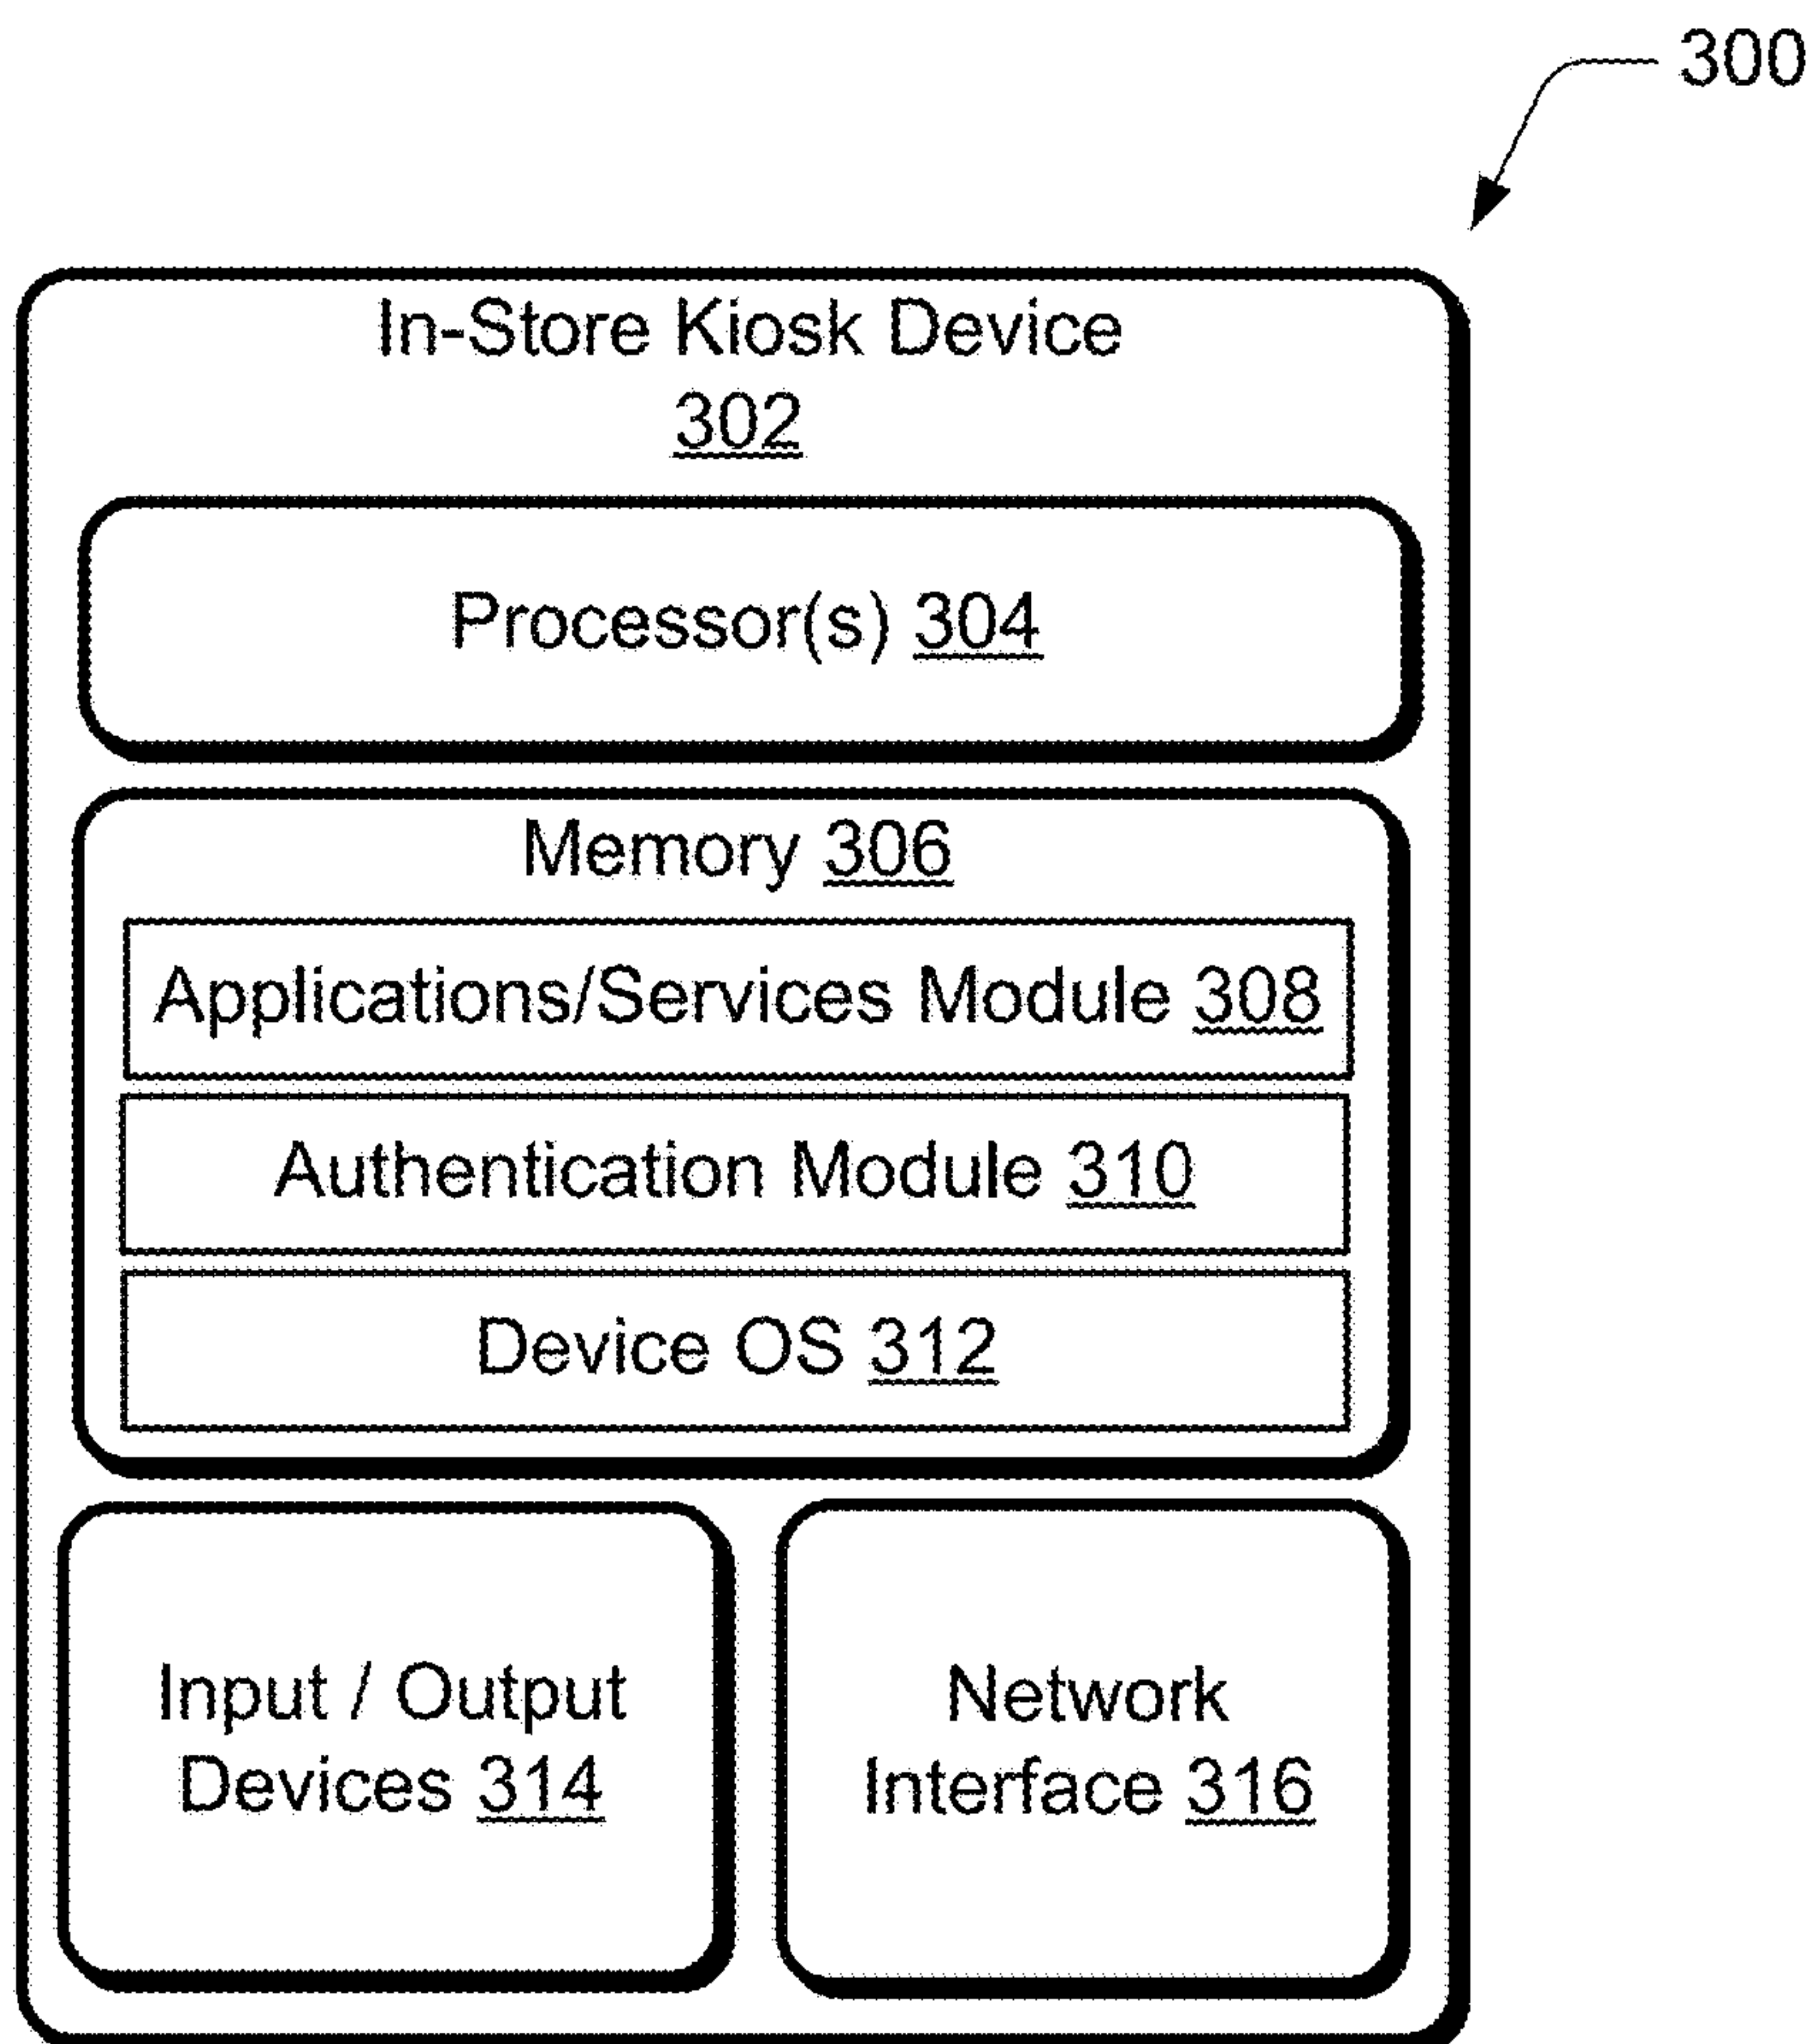 300
In-Store Kiosk Device
302
Processor(s) 304
Memory 306
Applications/Services Module 308
Authentication Module 310
Device OS 312
Input / Output
Devices 314
Network
Interface 316